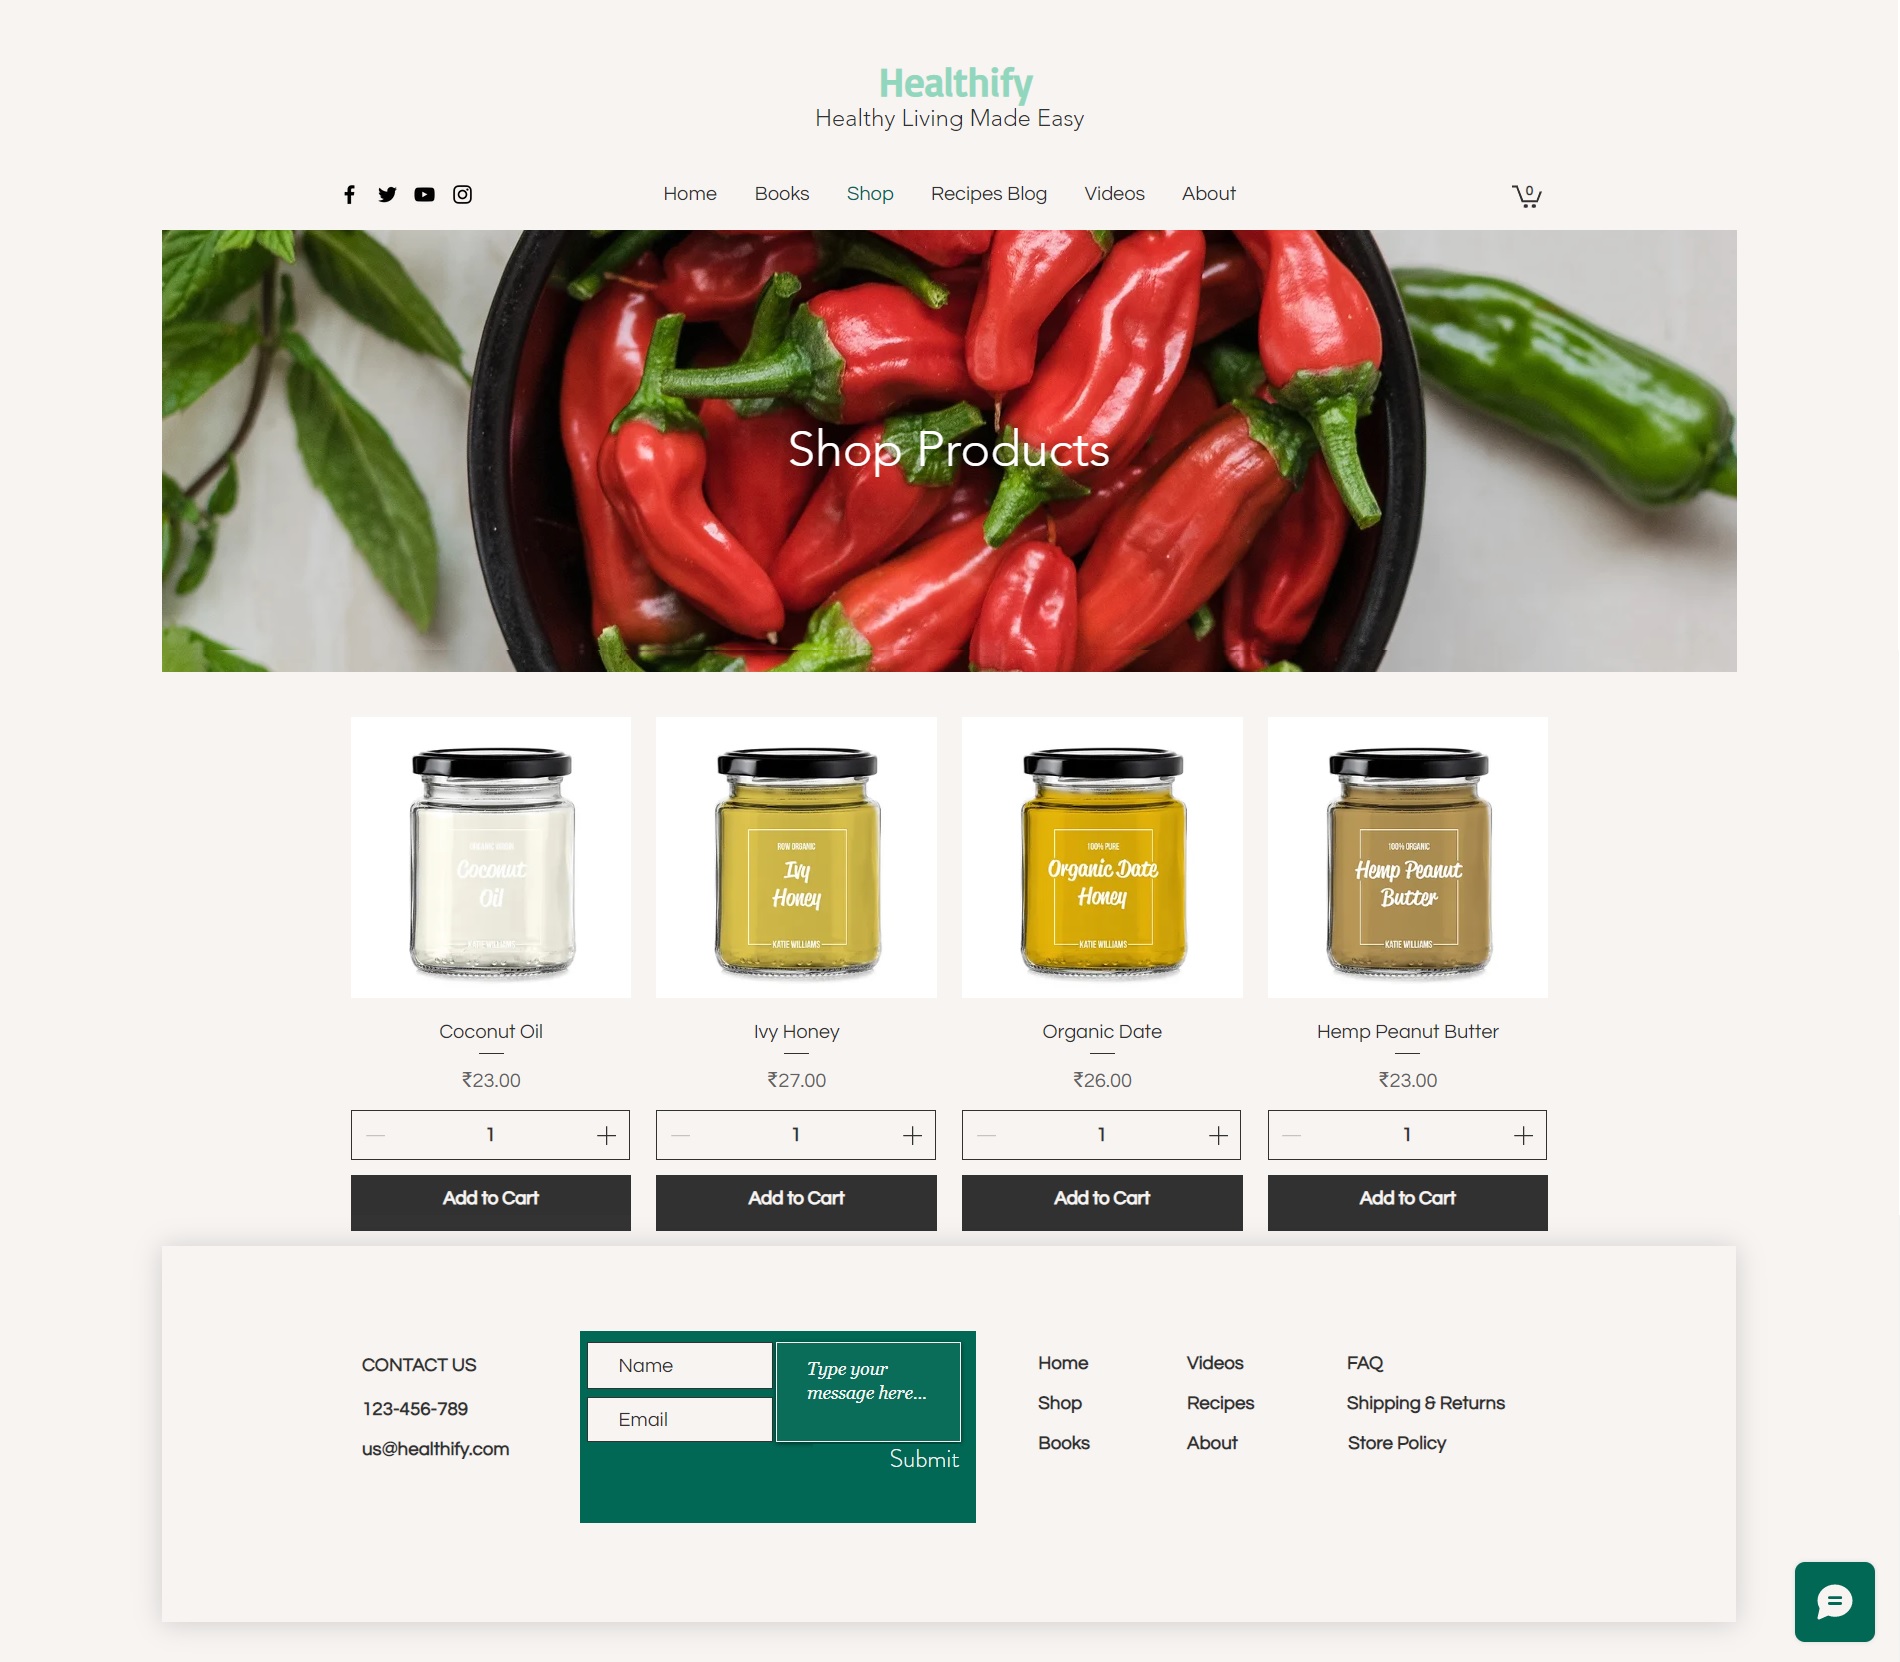 Healthify
Healthy Living Made Easy
Home Books Shop Recipes Blog Videos About
0
Shop Products
ORGANIC VIRGIN
Coconut
Oil
KATIE WILLIAMS
ROW ORGANIC
Ivy
Honey
KATIE WILLIAMS
100% PURE
Organic Date
Honey
KATIE WILLIAMS
100% ORGANIC
Hemp Peanut
Butter
KATIE WILLIAMS
Coconut Oil
₹23.00
1
Add to Cart
Ivy Honey
₹27.00
1
Add to Cart
Organic Date
₹26.00
1
Add to Cart
Hemp Peanut Butter
₹23.00
1
Add to Cart
CONTACT US
123-456-789
us@healthify.com
Name
Email
Type your
message here...
Submit
Home
Shop
Books
Videos
Recipes
About
FAQ
Shipping & Returns
Store Policy